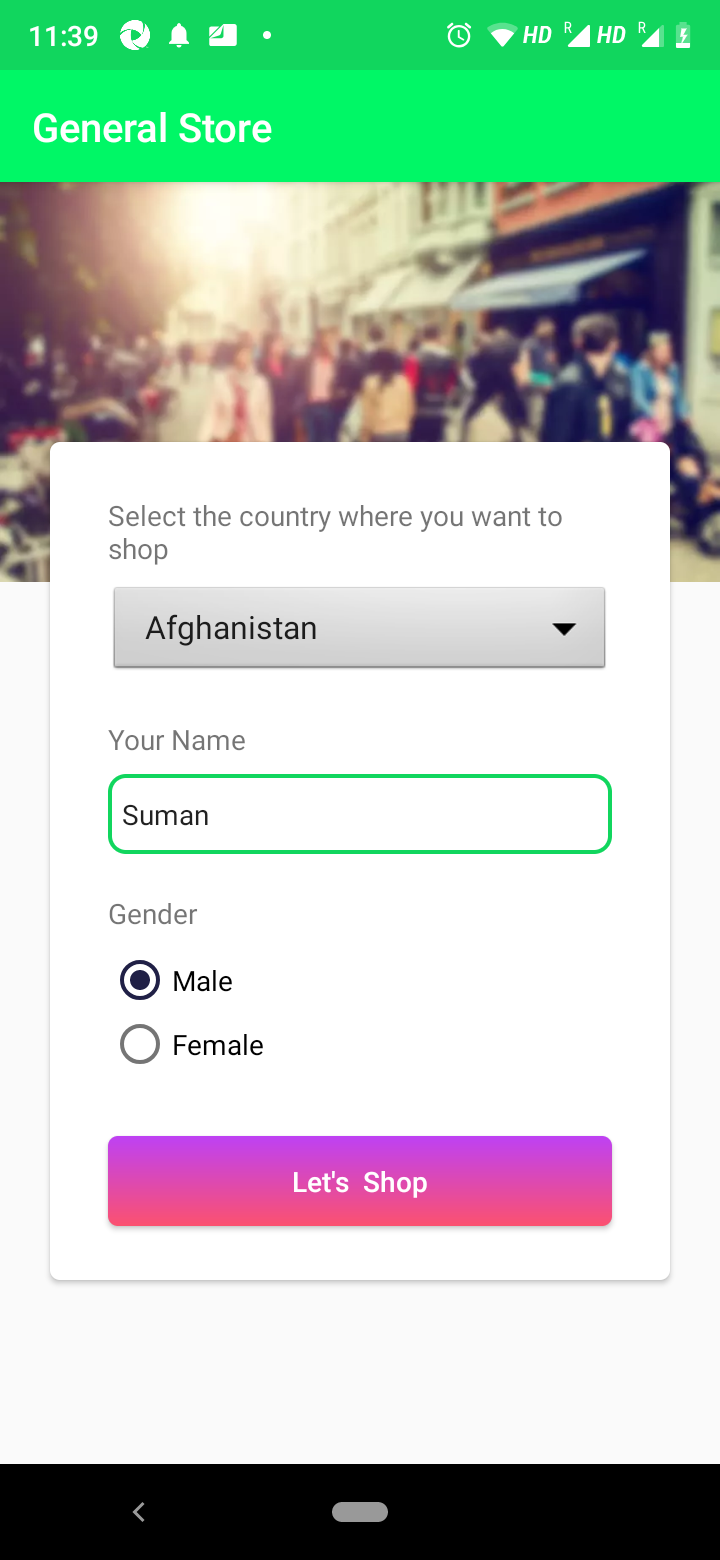 11:39 HD R HD R
General Store
Select the country where you want to
shop
Afghanistan
Your Name
Suman
Gender
Male
Female
Let's Shop